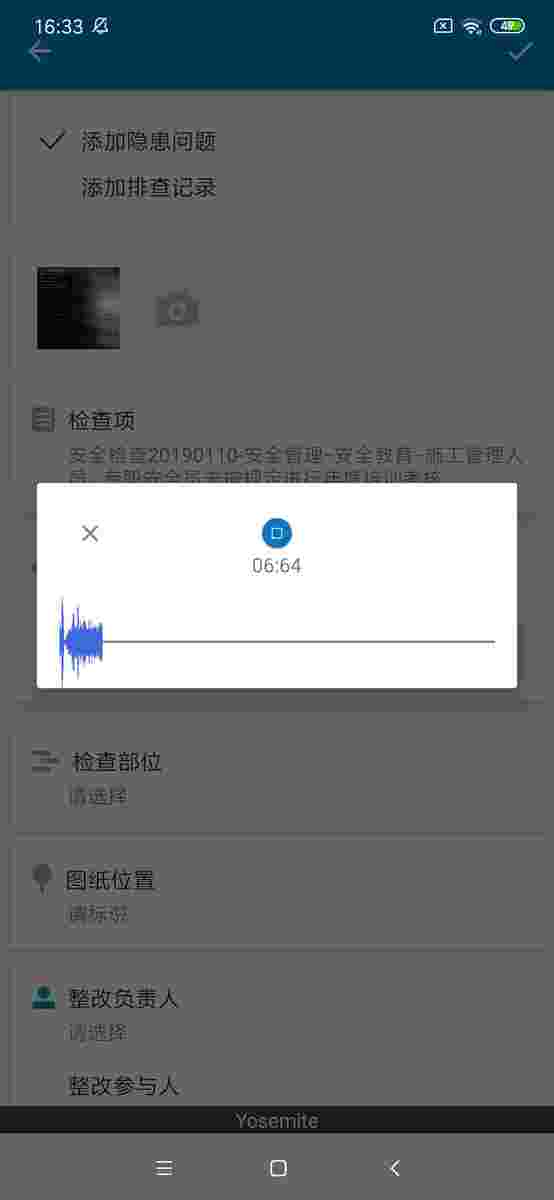 16:33
49
添加隐患问题
添加排查记录
检查项
安全检查20190110-安全管理-安全教育-施工管理人
员、专职安全员未按规定进行年度培训考核
06:64
检查部位
请选择
图纸位置
请标识
整改负责人
请选择
整改参与人
Yosemite